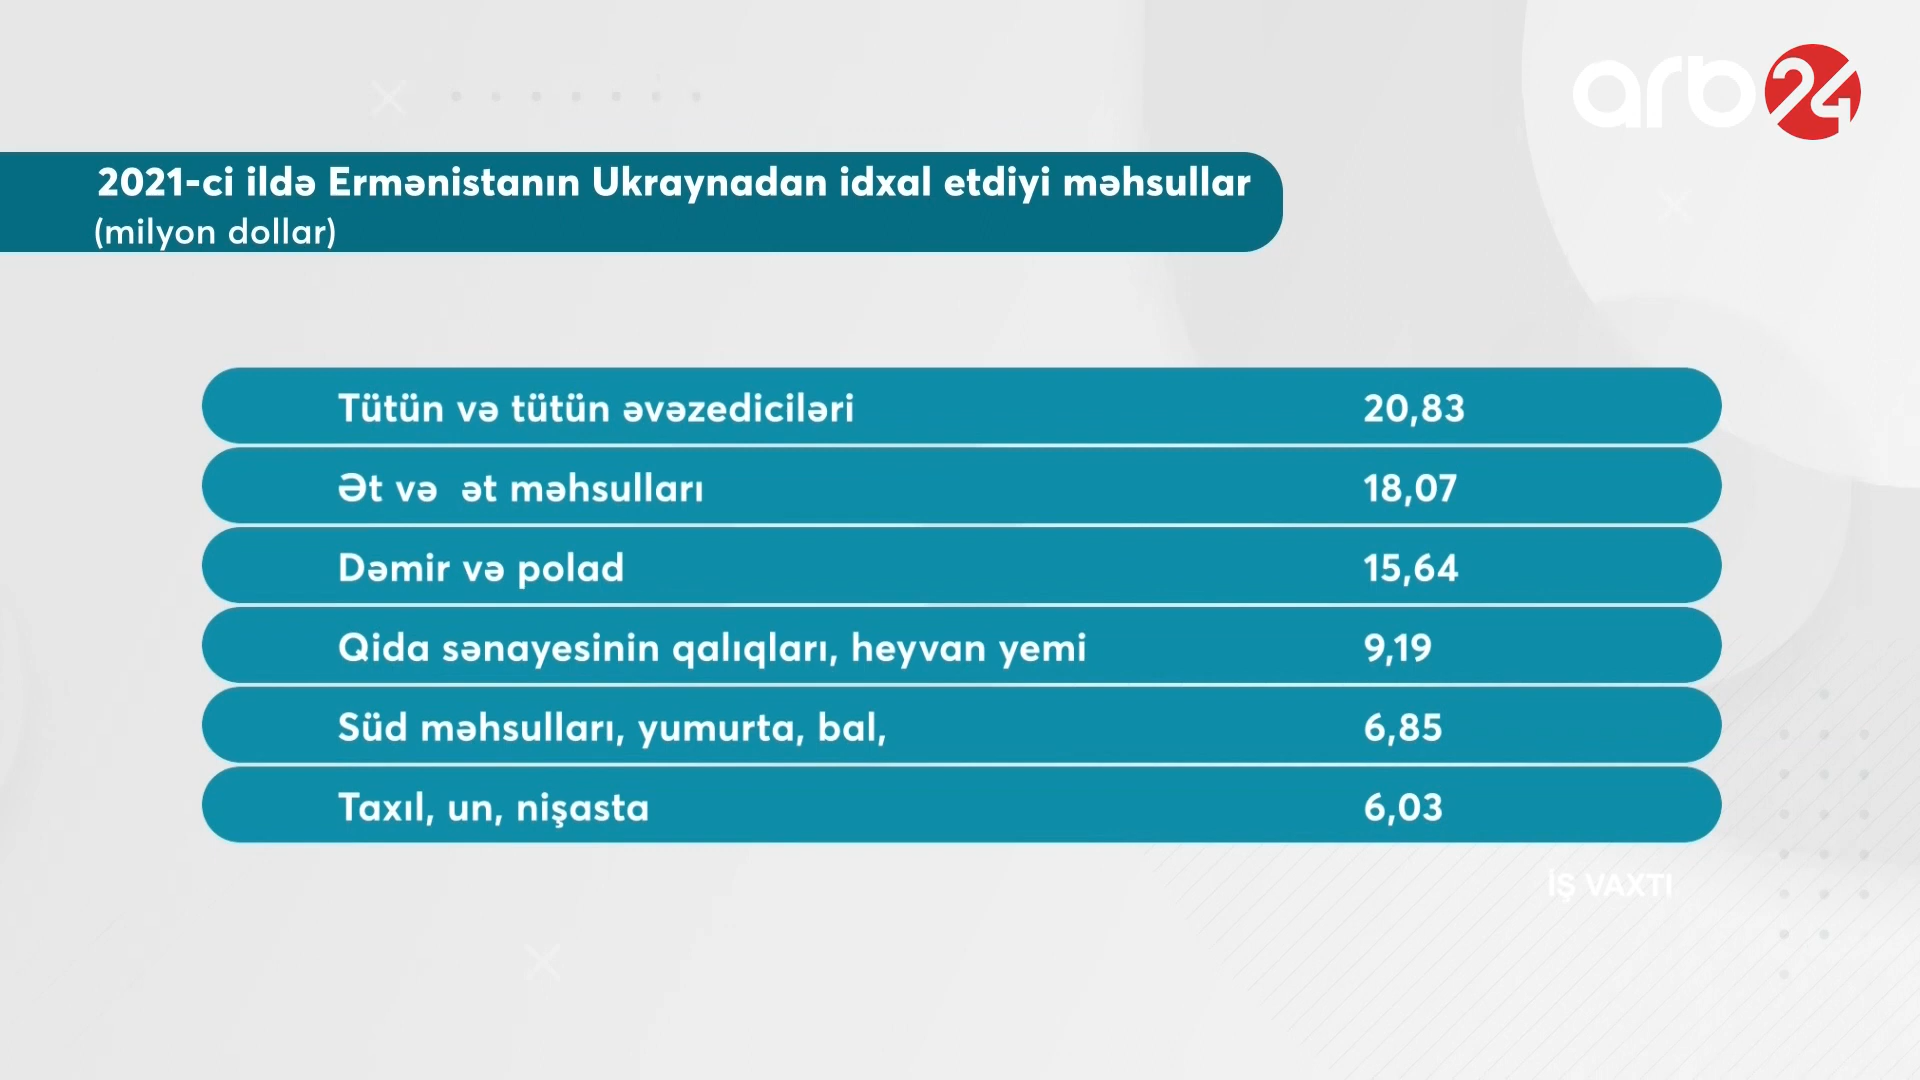 arb24
2021-ci ildə Ermənistanın Ukraynadan idxal etdiyi məhsullar
(milyon dollar)
Tütün və tütün əvəzediciləri 20,83
Ət və ət məhsulları 18,07
Dəmir və polad 15,64
Qida sənayesinin qalıqları, heyvan yemi 9,19
Süd məhsulları, yumurta, bal, 6,85
Taxıl, un, nişasta 6,03
İŞ VAXTI